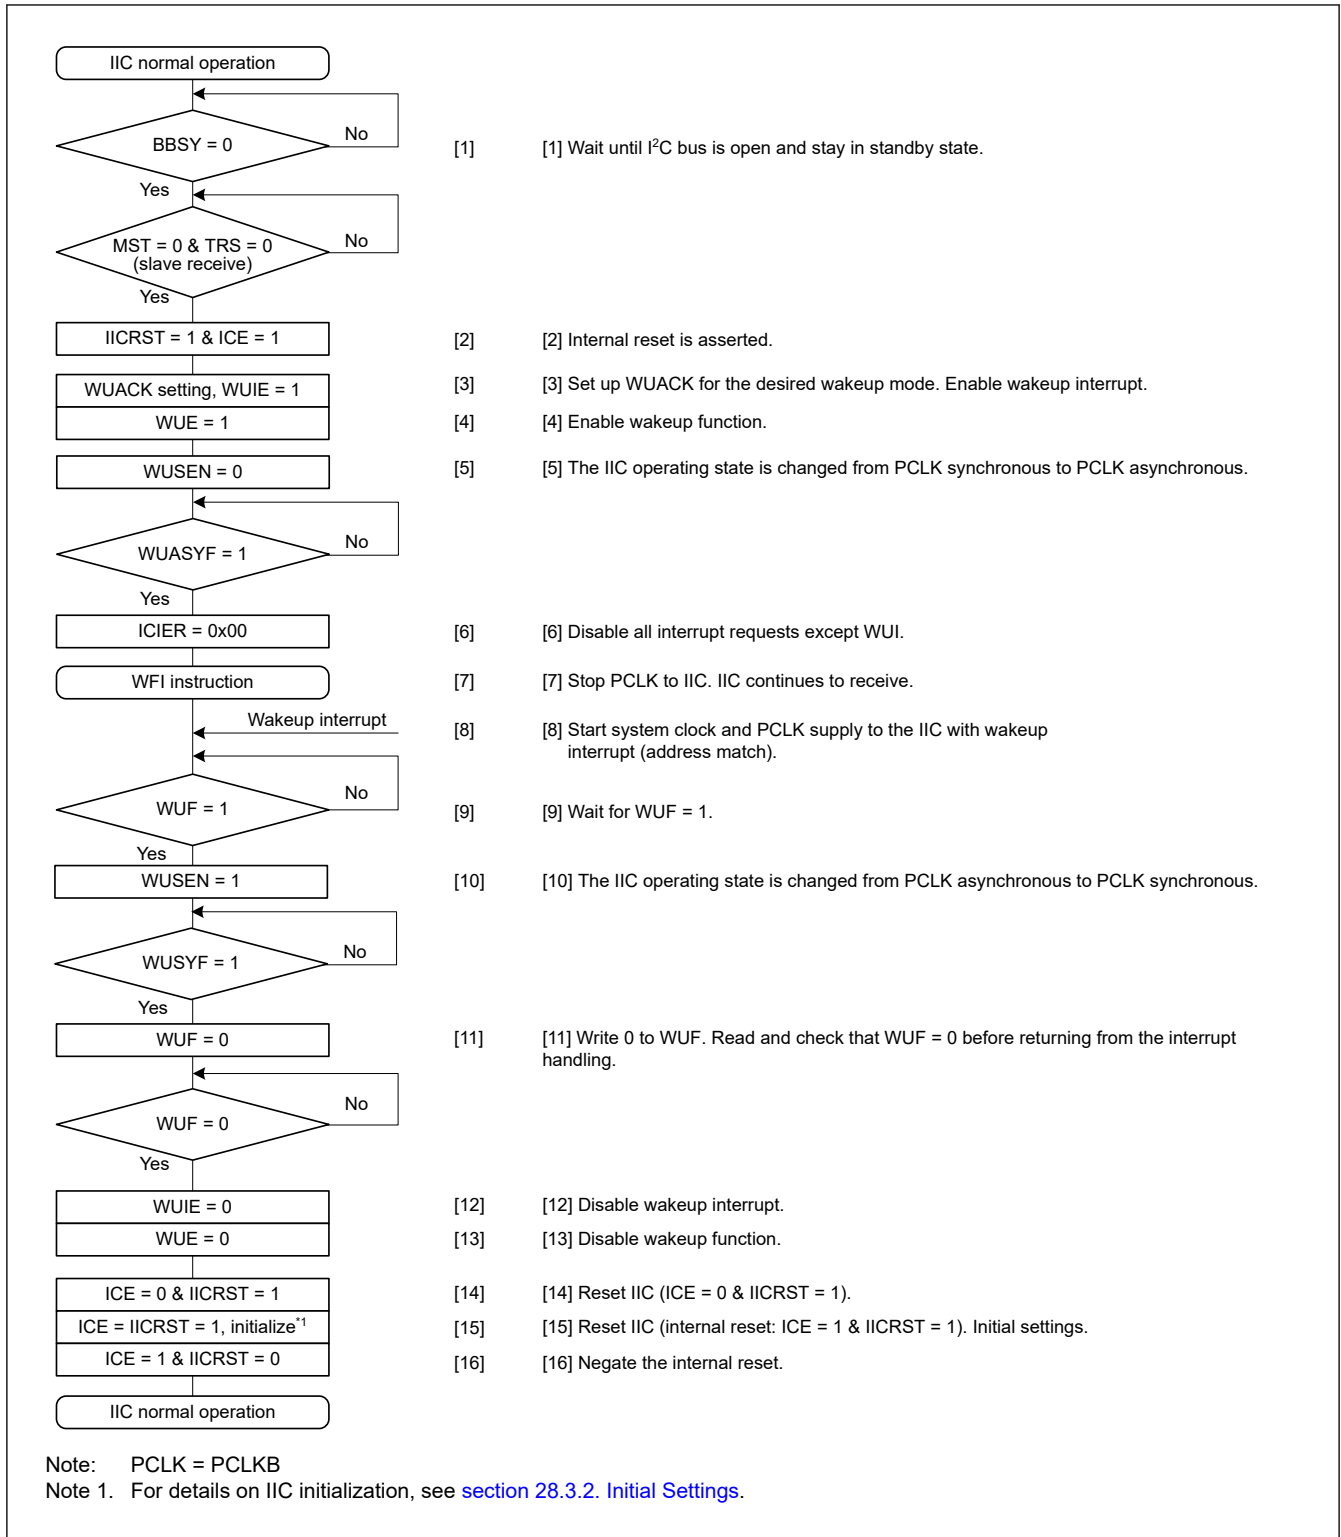 IIC normal operation
BBSY = 0
No
[1] [1] Wait until I²C bus is open and stay in standby state.
Yes
MST = 0 & TRS = 0
(slave receive)
No
Yes
IICRST = 1 & ICE = 1
[2] [2] Internal reset is asserted.
WUACK setting, WUIE = 1
[3] [3] Set up WUACK for the desired wakeup mode. Enable wakeup interrupt.
WUE = 1
[4] [4] Enable wakeup function.
WUSEN = 0
[5] [5] The IIC operating state is changed from PCLK synchronous to PCLK asynchronous.
WUASYF = 1
No
Yes
ICIER = 0x00
[6] [6] Disable all interrupt requests except WUI.
WFI instruction
[7] [7] Stop PCLK to IIC. IIC continues to receive.
Wakeup interrupt
[8] [8] Start system clock and PCLK supply to the IIC with wakeup
interrupt (address match).
WUF = 1
No
[9] [9] Wait for WUF = 1.
Yes
WUSEN = 1
[10] [10] The IIC operating state is changed from PCLK asynchronous to PCLK synchronous.
WUSYF = 1
No
Yes
WUF = 0
[11] [11] Write 0 to WUF. Read and check that WUF = 0 before returning from the interrupt
handling.
WUF = 0
No
Yes
WUIE = 0
[12] [12] Disable wakeup interrupt.
WUE = 0
[13] [13] Disable wakeup function.
ICE = 0 & IICRST = 1
[14] [14] Reset IIC (ICE = 0 & IICRST = 1).
ICE = IICRST = 1, initialize*1
[15] [15] Reset IIC (internal reset: ICE = 1 & IICRST = 1). Initial settings.
ICE = 1 & IICRST = 0
[16] [16] Negate the internal reset.
IIC normal operation
Note: PCLK = PCLKB
Note 1. For details on IIC initialization, see section 28.3.2. Initial Settings.